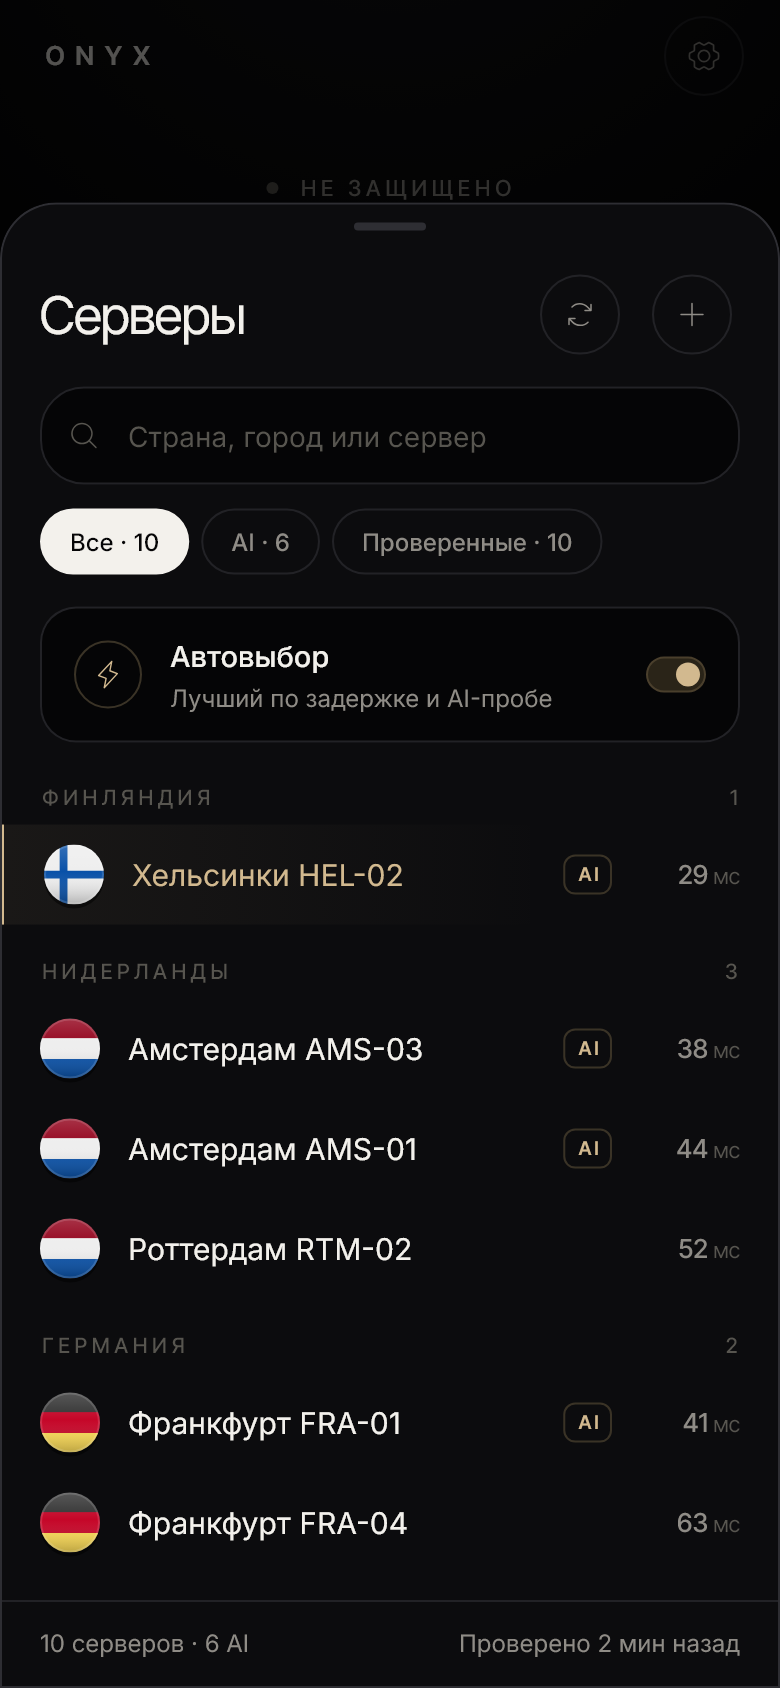 ONYX
НЕ ЗАЩИЩЕНО
Серверы
Страна, город или сервер
Все · 10
AI · 6
Проверенные · 10
Автовыбор
Лучший по задержке и AI-пробе
ФИНЛЯНДИЯ 1
Хельсинки HEL-02 AI 29 мс
НИДЕРЛАНДЫ 3
Амстердам AMS-03 AI 38 мс
Амстердам AMS-01 AI 44 мс
Роттердам RTM-02 52 мс
ГЕРМАНИЯ 2
Франкфурт FRA-01 AI 41 мс
Франкфурт FRA-04 63 мс
10 серверов · 6 AI
Проверено 2 мин назад